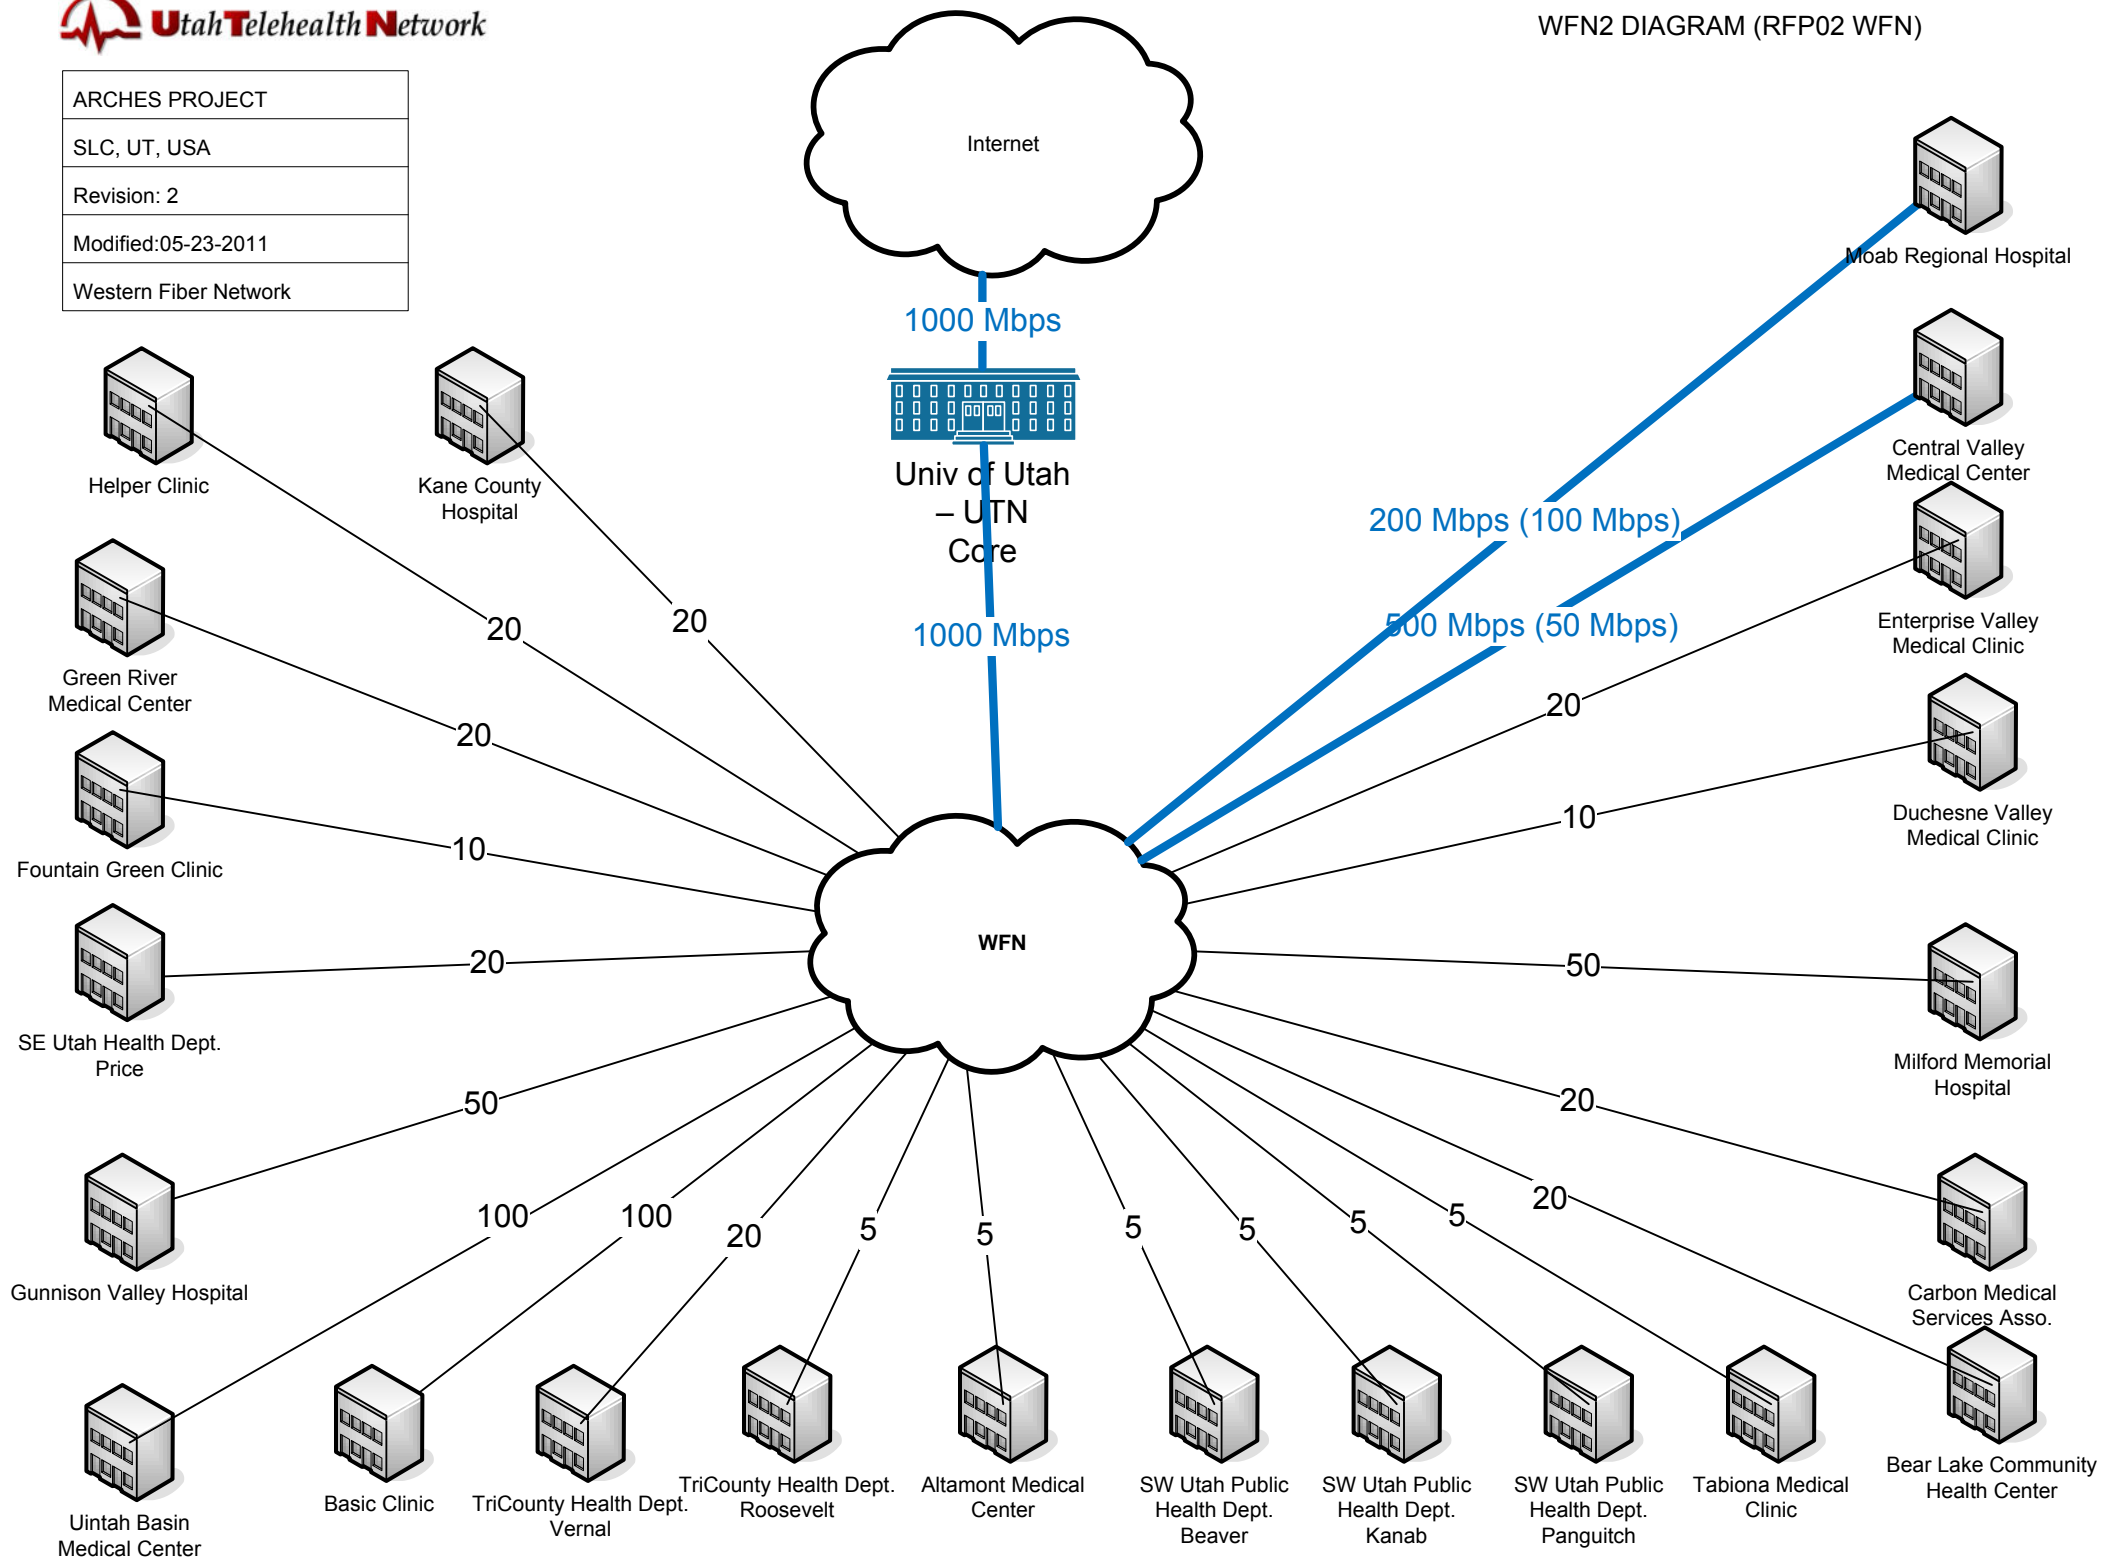 Utah Telehealth Network
WFN2 DIAGRAM (RFP02 WFN)
ARCHES PROJECT
SLC, UT, USA
Revision: 2
Modified:05-23-2011
Western Fiber Network
Internet
1000 Mbps
Univ of Utah
– UTN
Core
1000 Mbps
Moab Regional Hospital
Central Valley
Medical Center
200 Mbps (100 Mbps)
500 Mbps (50 Mbps)
Helper Clinic
Kane County
Hospital
20
20
Green River
Medical Center
20
Fountain Green Clinic
10
SE Utah Health Dept.
Price
20
Enterprise Valley
Medical Clinic
20
Duchesne Valley
Medical Clinic
10
WFN
50
Milford Memorial
Hospital
20
Carbon Medical
Services Asso.
50
Gunnison Valley Hospital
100
100
20
5
5
5
5
5
5
20
Uintah Basin
Medical Center
Basic Clinic
TriCounty Health Dept.
Vernal
TriCounty Health Dept.
Roosevelt
Altamont Medical
Center
SW Utah Public
Health Dept.
Beaver
SW Utah Public
Health Dept.
Kanab
SW Utah Public
Health Dept.
Panguitch
Tabiona Medical
Clinic
Bear Lake Community
Health Center